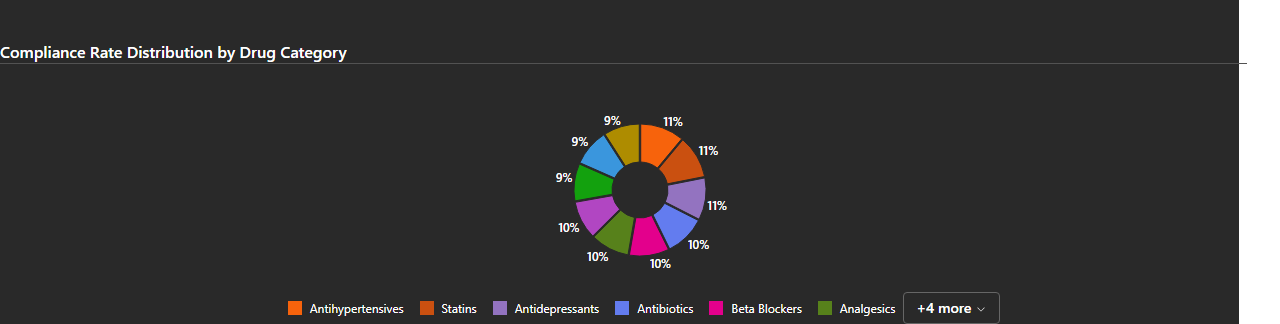 Compliance Rate Distribution by Drug Category
9% 11%
9% 11%
9% 11%
10% 10%
10% 10%
Antihypertensives Statins Antidepressants Antibiotics Beta Blockers Analgesics +4 more